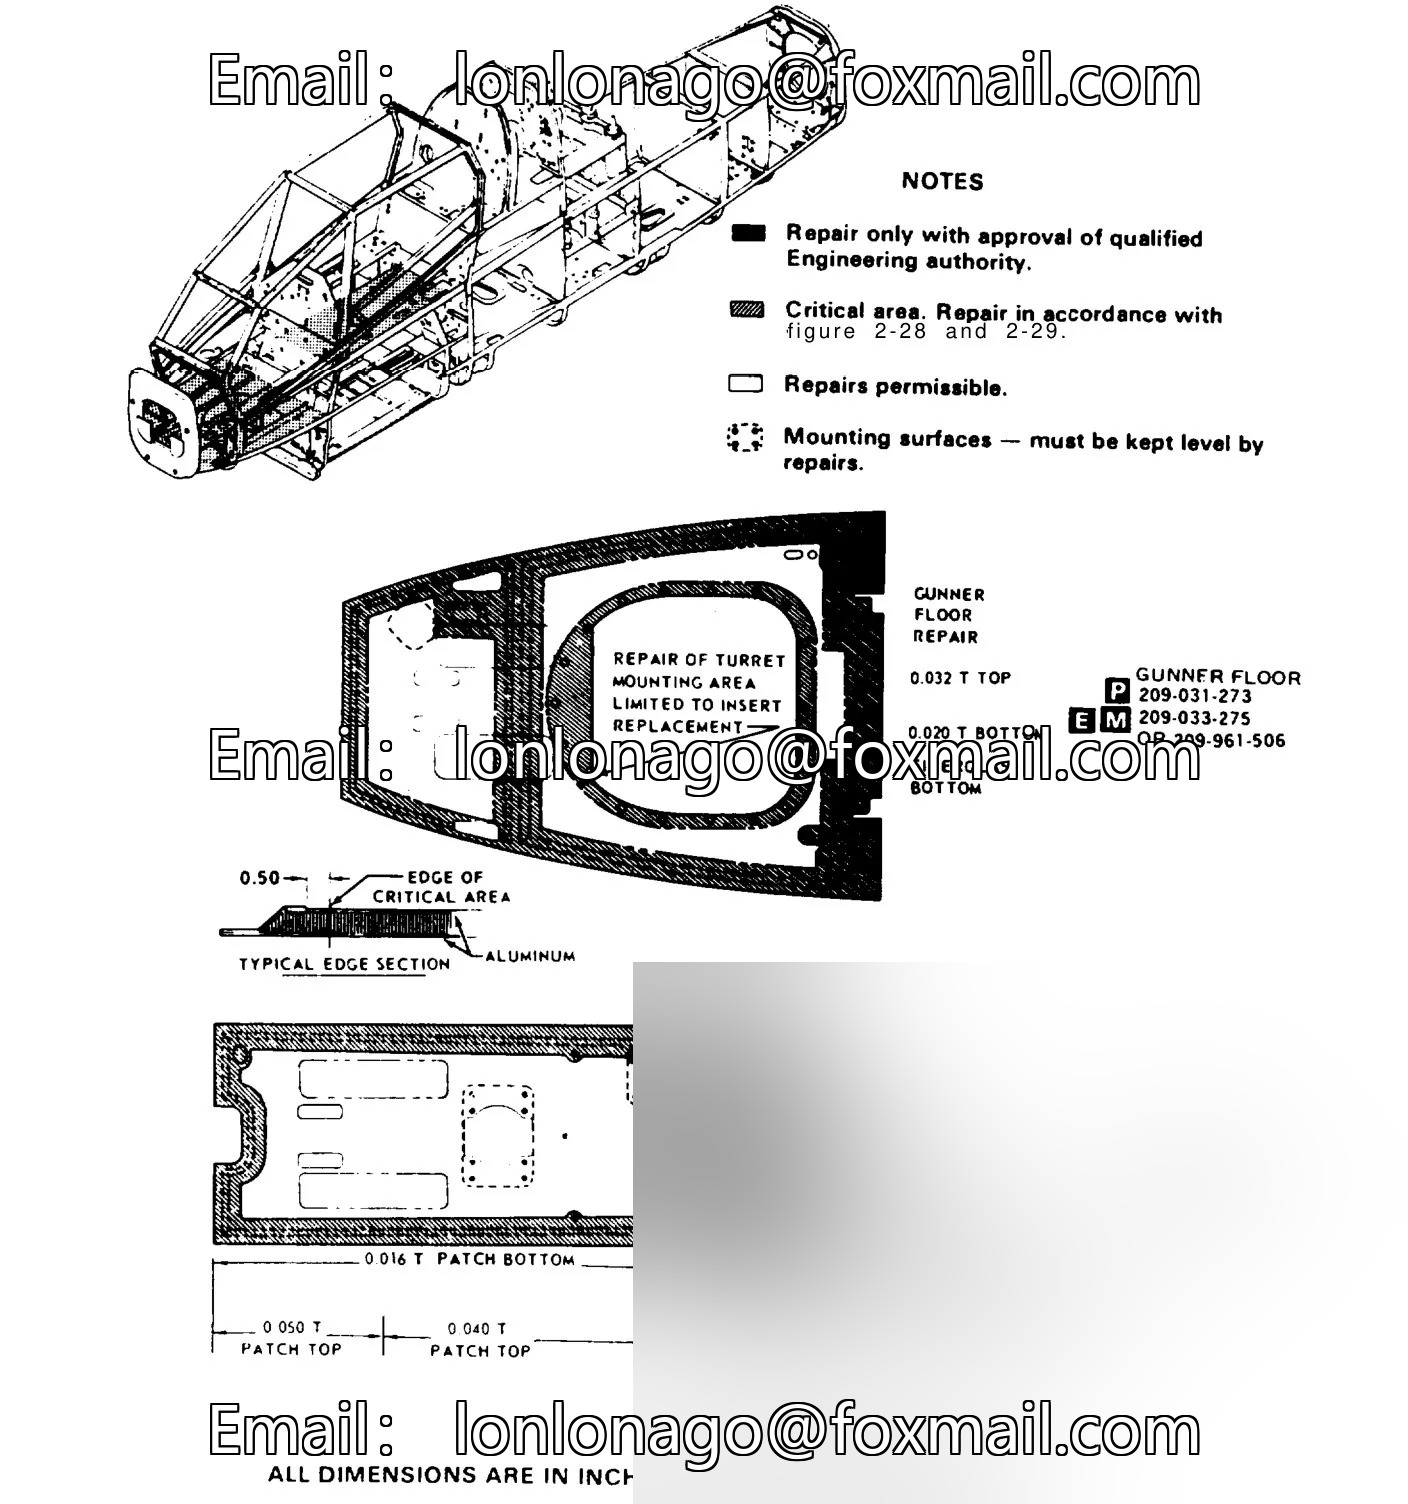 Email： lonlonago@foxmail.com
NOTES
Repair only with approval of qualified
Engineering authority.
Critical area. Repair in accordance with
figure 2-28 and 2-29.
Repairs permissible.
Mounting surfaces — must be kept level by
repairs.
GUNNER
FLOOR
REPAIR
REPAIR OF TURRET
MOUNTING AREA
LIMITED TO INSERT
REPLACEMENT
0.032 T TOP
0.020 T BOTTOM
BOTTOM
GUNNER FLOOR
P 209-031-273
E M 209-033-275
OR 209-961-506
Email： lonlonago@foxmail.com
0.50
EDGE OF
CRITICAL AREA
ALUMINUM
TYPICAL EDGE SECTION
0.016 T PATCH BOTTOM
0.050 T
PATCH TOP
0.040 T
PATCH TOP
Email： lonlonago@foxmail.com
ALL DIMENSIONS ARE IN INCH